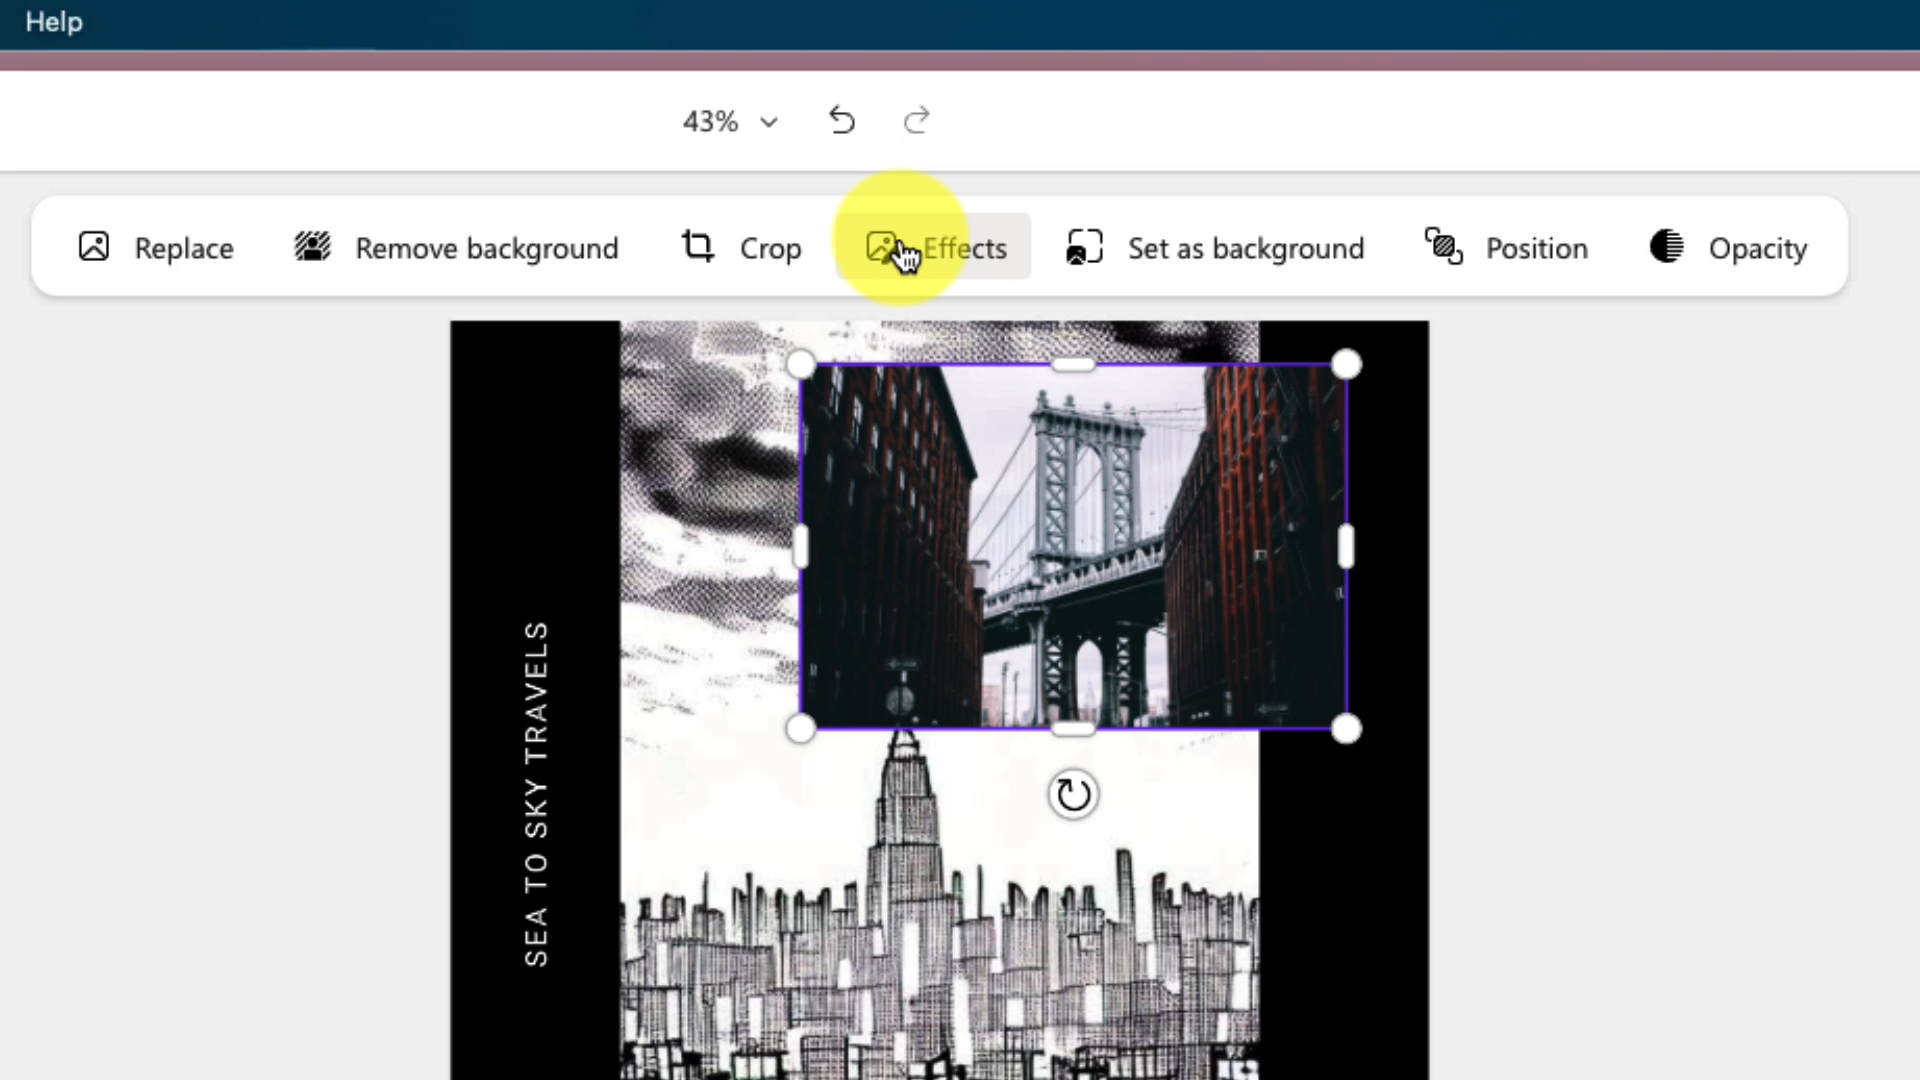 Help
43%
Replace Remove background Crop Effects Set as background Position Opacity
SEA TO SKY TRAVELS